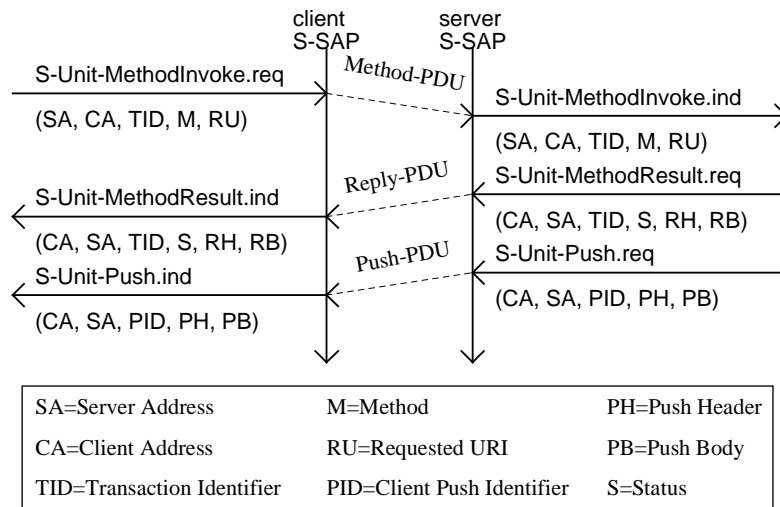 client
S-SAP
server
S-SAP
S-Unit-MethodInvoke.req
Method-PDU
(SA, CA, TID, M, RU)
S-Unit-MethodInvoke.ind
(SA, CA, TID, M, RU)
S-Unit-MethodResult.ind
Reply-PDU
S-Unit-MethodResult.req
(CA, SA, TID, S, RH, RB)
(CA, SA, TID, S, RH, RB)
S-Unit-Push.ind
Push-PDU
S-Unit-Push.req
(CA, SA, PID, PH, PB)
(CA, SA, PID, PH, PB)
SA=Server Address M=Method PH=Push Header
CA=Client Address RU=Requested URI PB=Push Body
TID=Transaction Identifier PID=Client Push Identifier S=Status